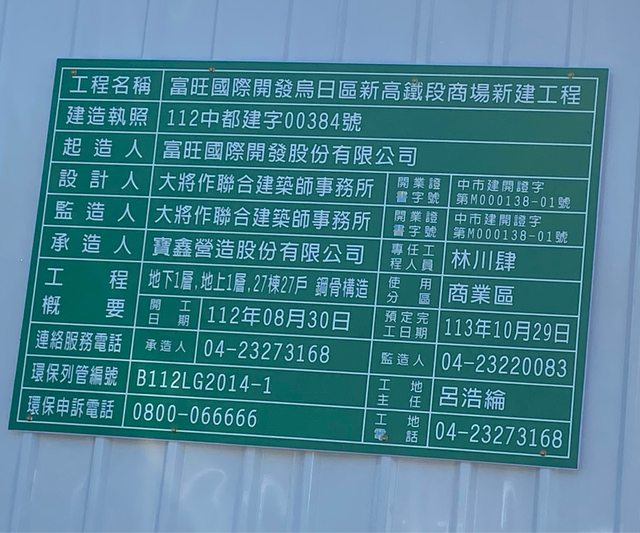 工程名稱 富旺國際開發烏日區新高鐵段商場新建工程
建造執照 112中都建字00384號
起造人 富旺國際開發股份有限公司
設計人 大將作聯合建築師事務所 開業證書字號 中市建開證字第M000138-01號
監造人 大將作聯合建築師事務所 開業證書字號 中市建開證字第M000138-01號
承造人 寶鑫營造股份有限公司 專任工程人員 林川肆
工程概要 地下1層,地上1層,27棟27戶 鋼骨構造 使用分區 商業區
開工日期 112年08月30日 預定完工日期 113年10月29日
連絡服務電話 承造人 04-23273168 監造人 04-23220083
環保列管編號 B112LG2014-1 工地主任 呂浩綸
環保申訴電話 0800-066666 工地電話 04-23273168